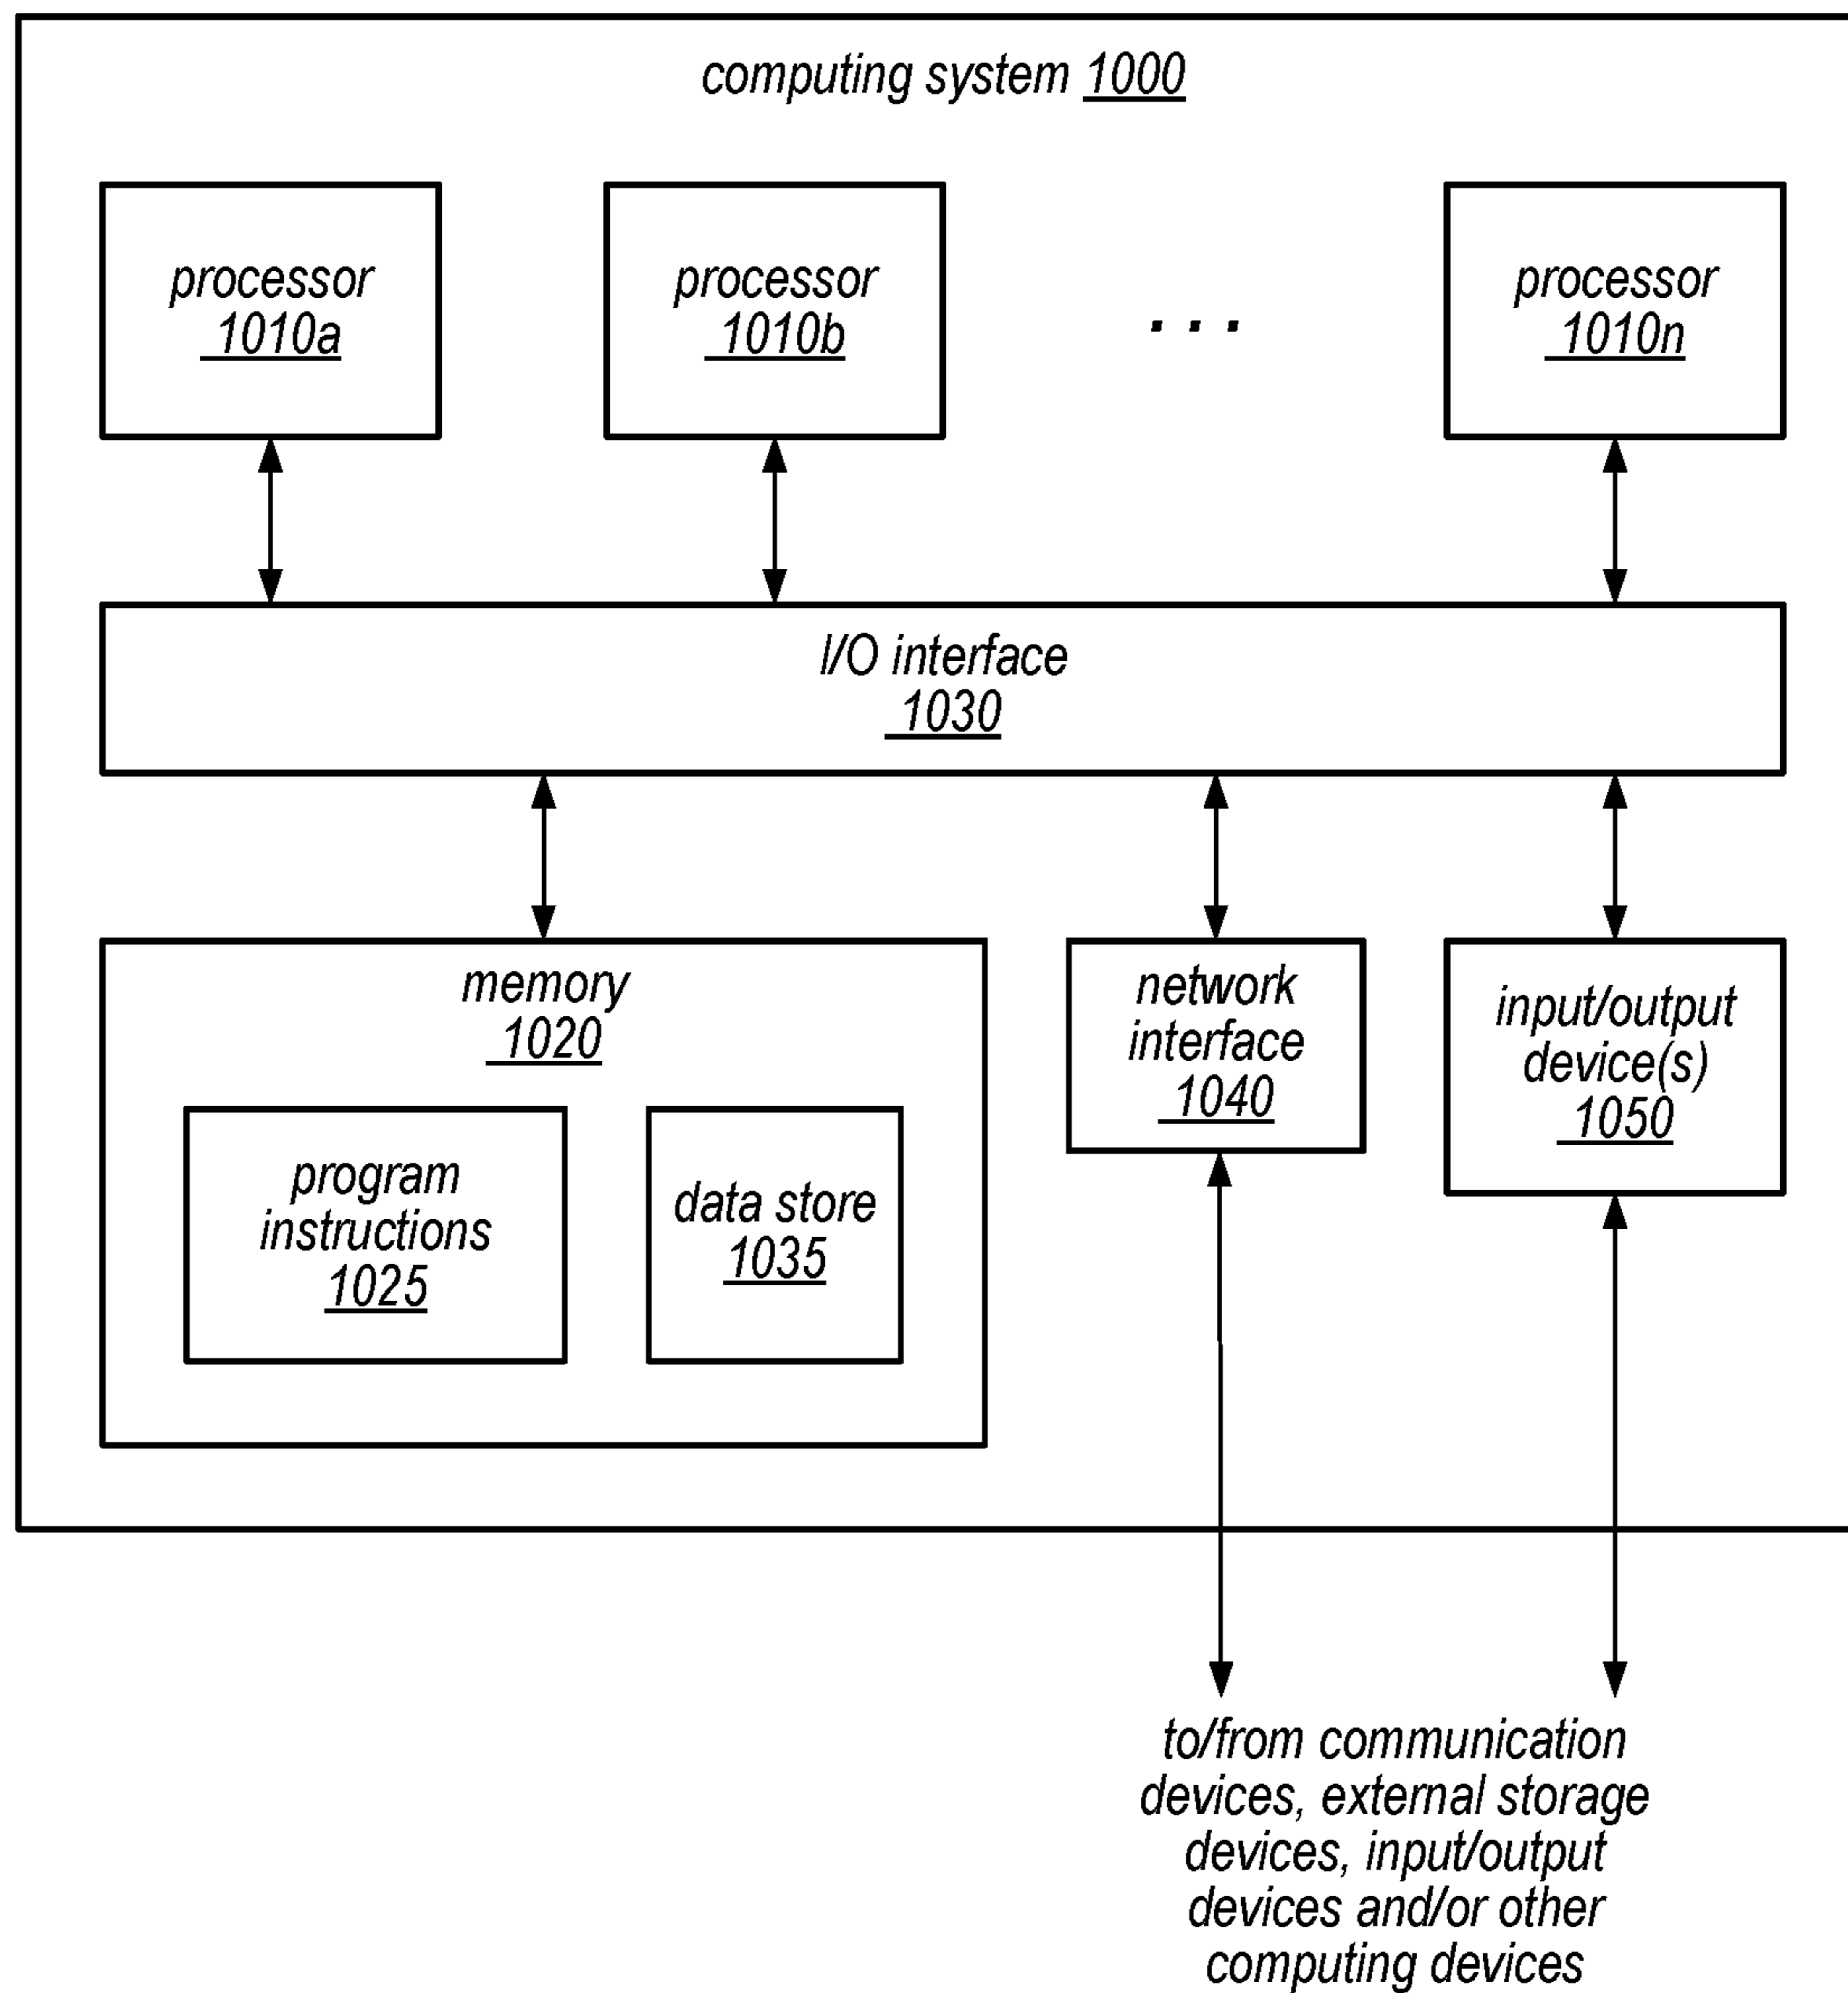 computing system 1000
processor
1010a
processor
1010b
. . .
processor
1010n
I/O interface
1030
memory
1020
program
instructions
1025
data store
1035
network
interface
1040
input/output
device(s)
1050
to/from communication
devices, external storage
devices, input/output
devices and/or other
computing devices